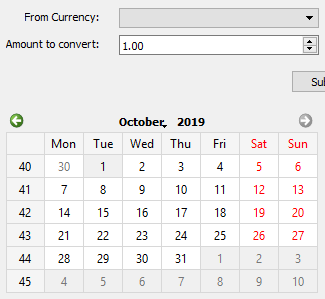 From Currency:
Amount to convert: 1.00
Su
October, 2019
Mon Tue Wed Thu Fri Sat Sun
40 30 1 2 3 4 5 6
41 7 8 9 10 11 12 13
42 14 15 16 17 18 19 20
43 21 22 23 24 25 26 27
44 28 29 30 31 1 2 3
45 4 5 6 7 8 9 10